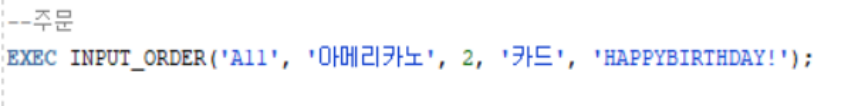 --주문
EXEC INPUT_ORDER('A11', '아메리카노', 2, '카드', 'HAPPYBIRTHDAY!');